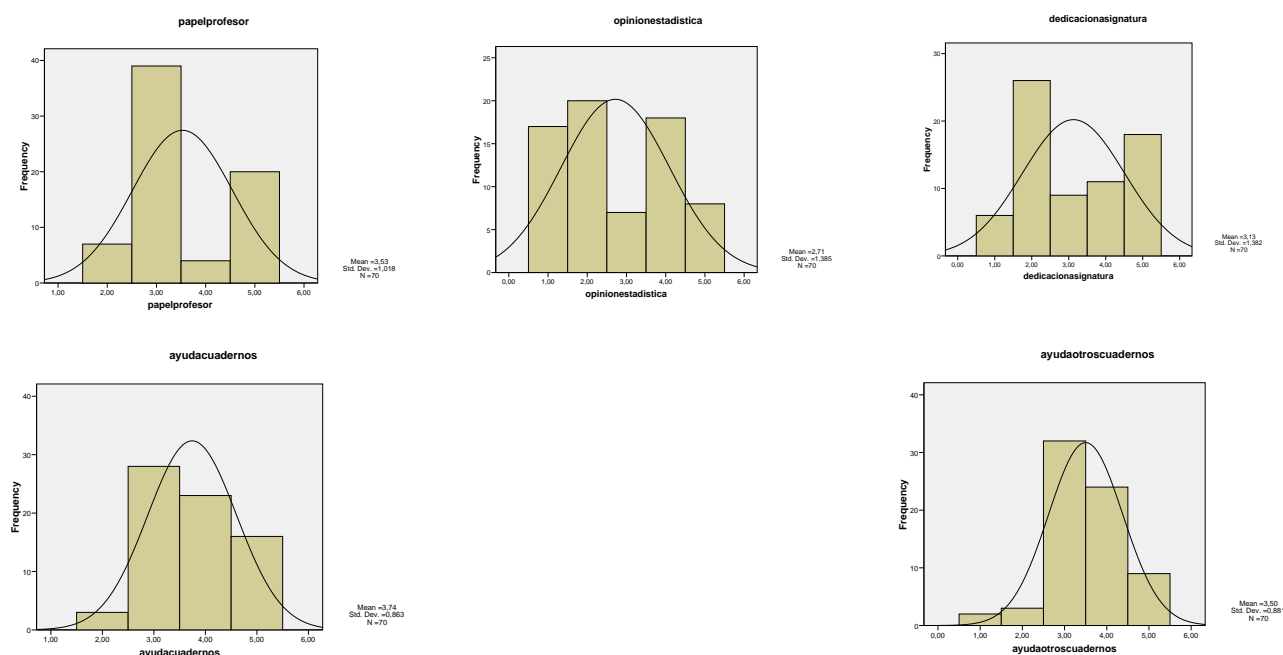 papelprofesor
40
30
20
10
0
Frequency
1,00 2,00 3,00 4,00 5,00 6,00
papelprofesor
Mean =3,53
Std. Dev. =1,018
N =70
opinionestadistica
25
20
15
10
5
0
Frequency
0,00 1,00 2,00 3,00 4,00 5,00 6,00
opinionestadistica
Mean =2,71
Std. Dev. =1,385
N =70
dedicacionasignatura
30
20
10
0
Frequency
0,00 1,00 2,00 3,00 4,00 5,00 6,00
dedicacionasignatura
Mean =3,13
Std. Dev. =1,382
N =70
ayudacuadernos
40
30
20
10
0
Frequency
1,00 2,00 3,00 4,00 5,00 6,00
ayudacuadernos
Mean =3,74
Std. Dev. =0,863
N =70
ayudaotroscuadernos
40
30
20
10
0
Frequency
0,00 1,00 2,00 3,00 4,00 5,00 6,00
ayudaotroscuadernos
Mean =3,50
Std. Dev. =0,88
N =70